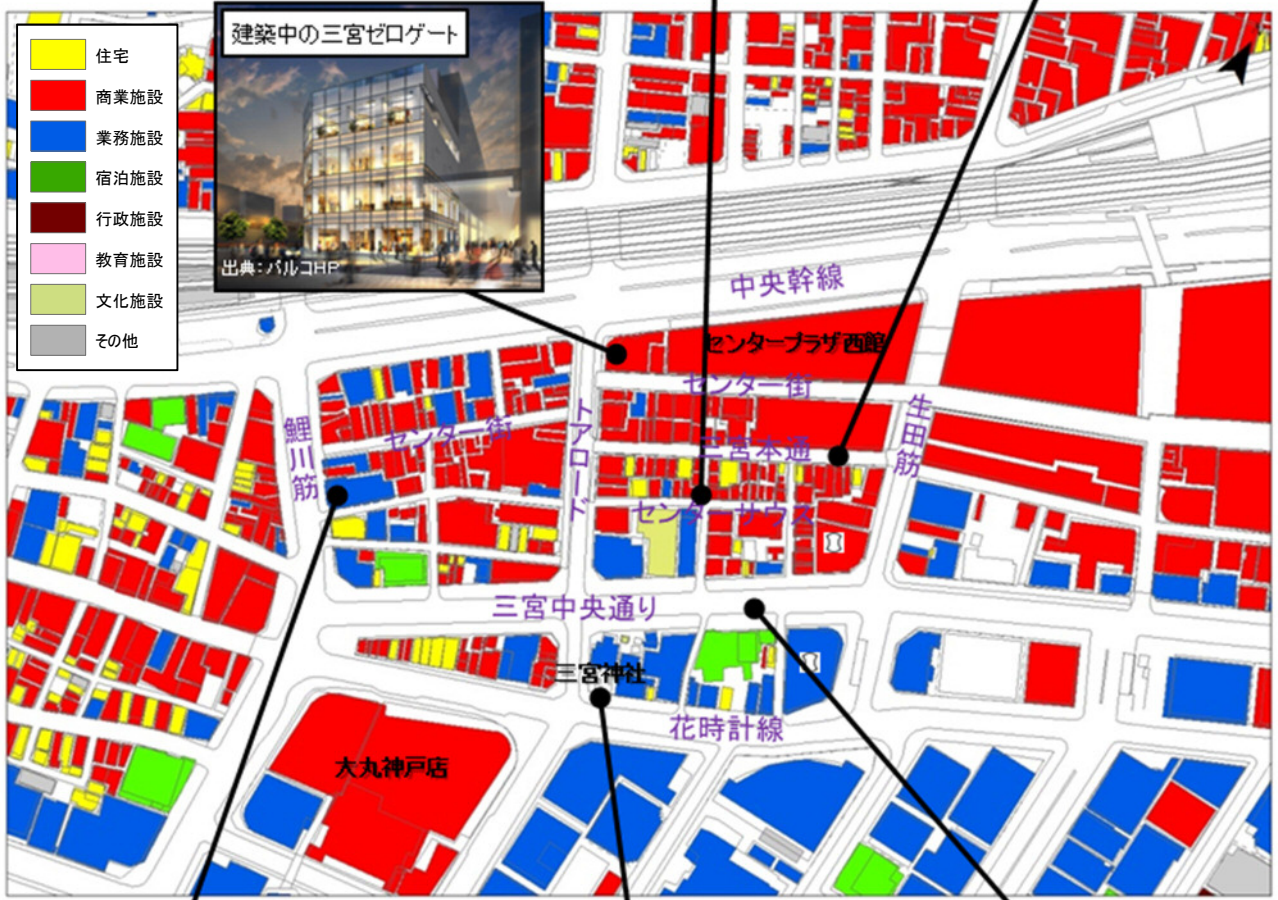 住宅
商業施設
業務施設
宿泊施設
行政施設
教育施設
文化施設
その他
建築中の三宮ゼロゲート
出典：パルコHP
中央幹線
センタープラザ西館
センター街
鯉川筋
センター街
トアロード
三宮本通
生田筋
センターサウス
三宮中央通り
三宮神社
花時計線
大丸神戸店